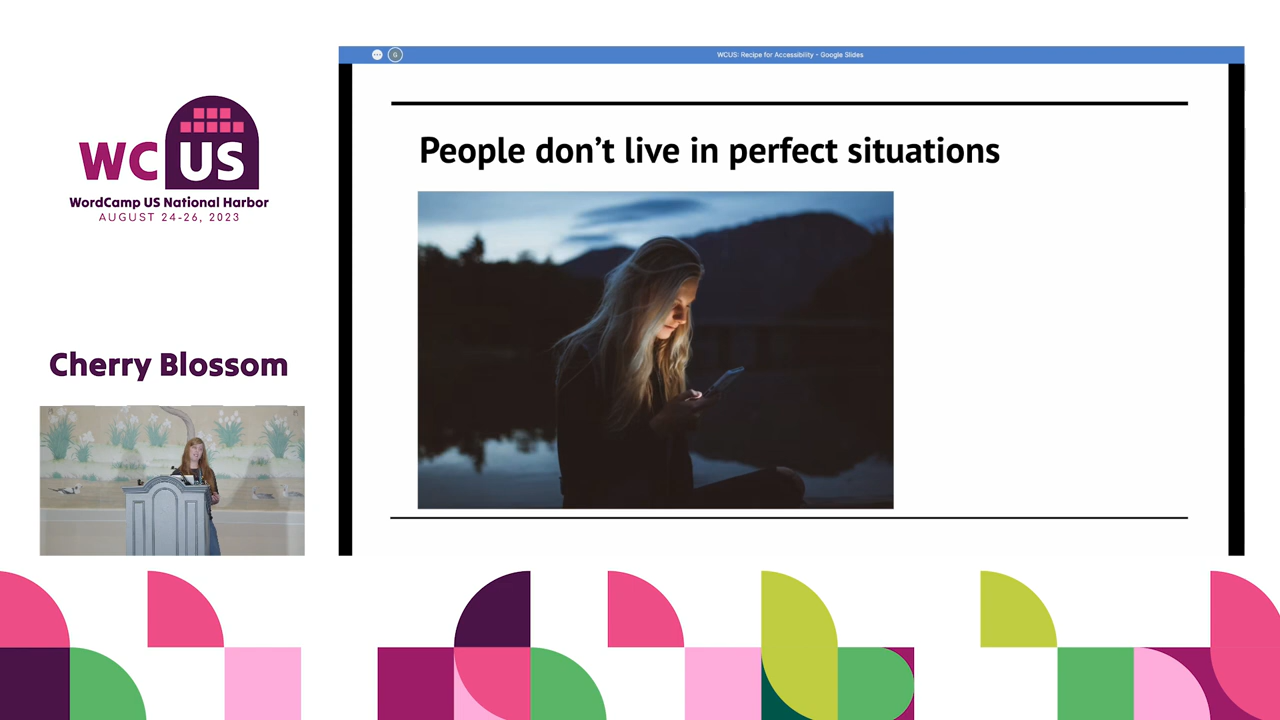 WC US
WordCamp US National Harbor
AUGUST 24-26, 2023
Cherry Blossom
G
WCUS: Recipe for Accessibility - Google Slides
People don’t live in perfect situations